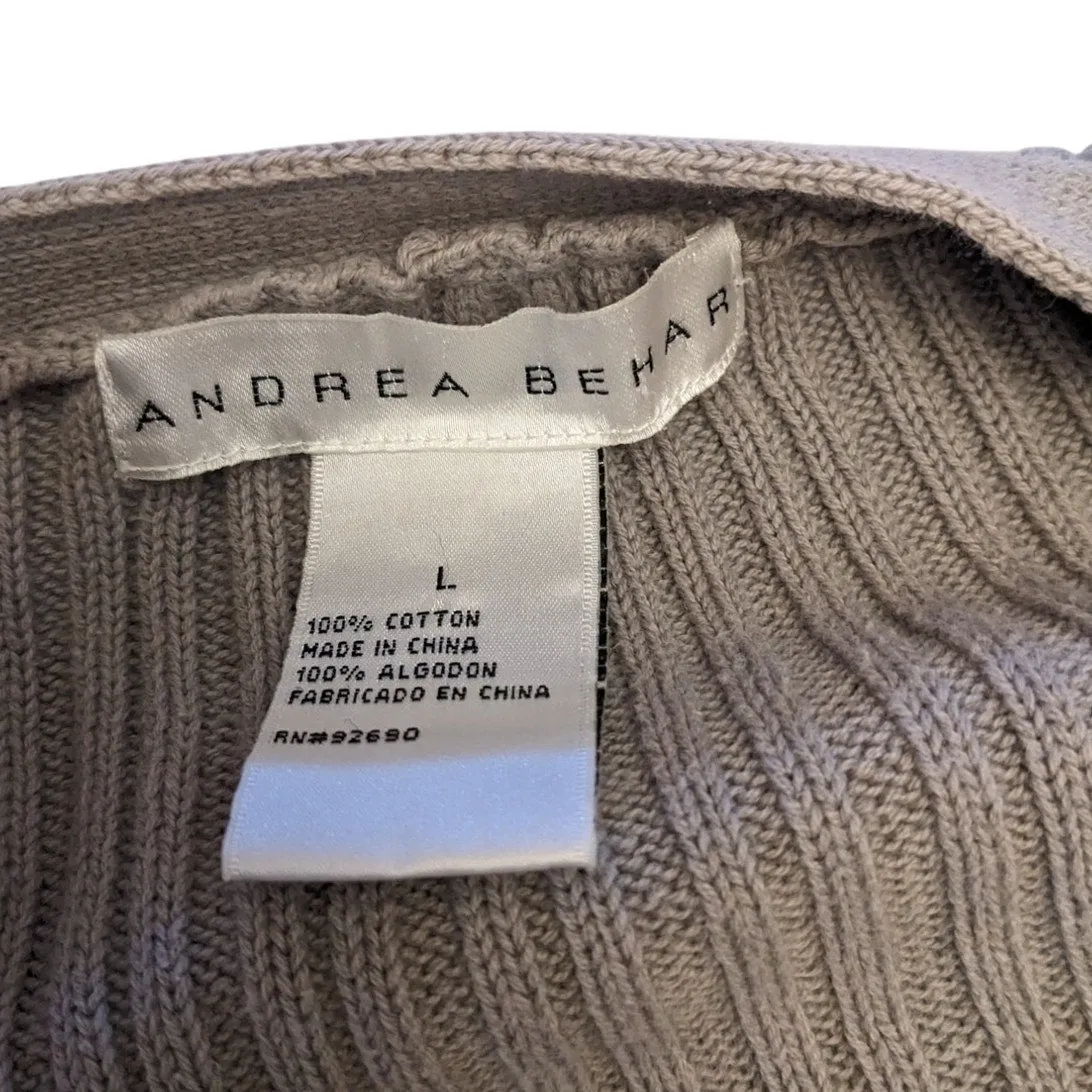 ANDREA BEHAR
L
100% COTTON
MADE IN CHINA
100% ALGODON
FABRICADO EN CHINA
RN#92690